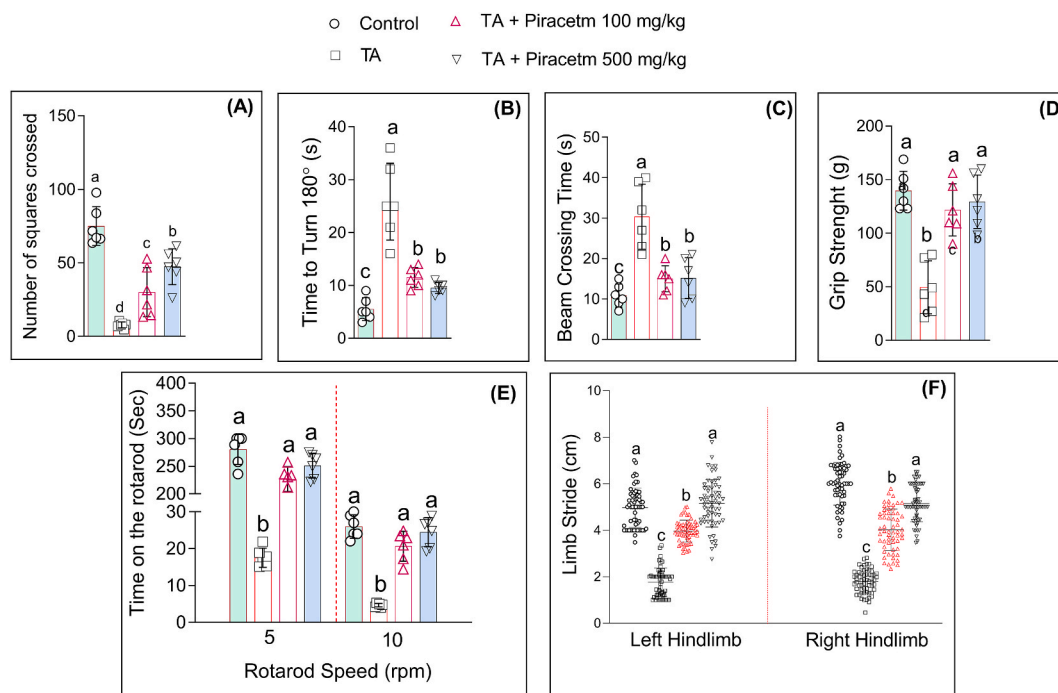 Control
TA + Piracetm 100 mg/kg
TA
TA + Piracetm 500 mg/kg
(A)
Number of squares crossed
150
100
50
0
a
d
c
b
(B)
Time to Turn 180° (s)
40
30
20
10
0
c
a
b
b
(C)
Beam Crossing Time (s)
50
40
30
20
10
0
c
a
b
b
(D)
Grip Strenght (g)
200
150
100
50
0
a
b
a
a
(E)
Time on the rotarod (Sec)
400
350
300
250
200
30
20
10
0
a
b
a
a
a
b
a
a
5
10
Rotarod Speed (rpm)
(F)
Limb Stride (cm)
10
8
6
4
2
0
a
c
b
a
a
c
b
a
Left Hindlimb
Right Hindlimb